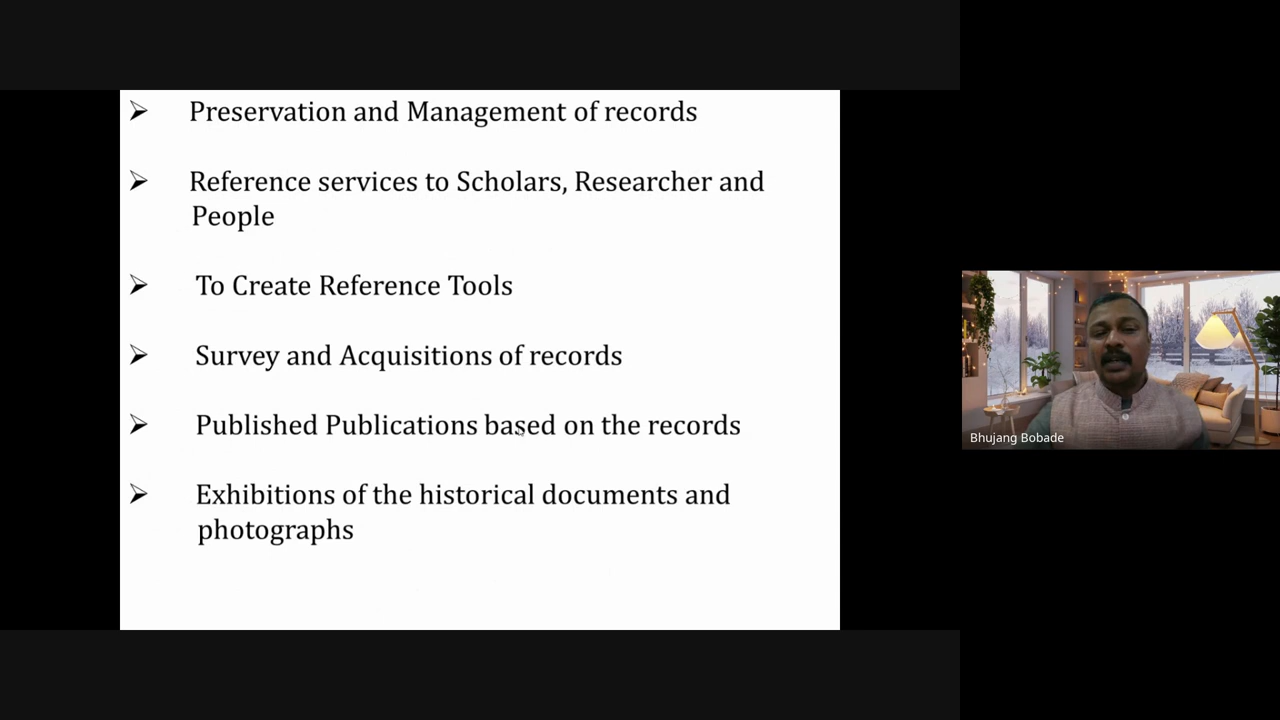 Preservation and Management of records
Reference services to Scholars, Researcher and
People
To Create Reference Tools
Survey and Acquisitions of records
Published Publications based on the records
Exhibitions of the historical documents and
photographs
Bhujang Bobade